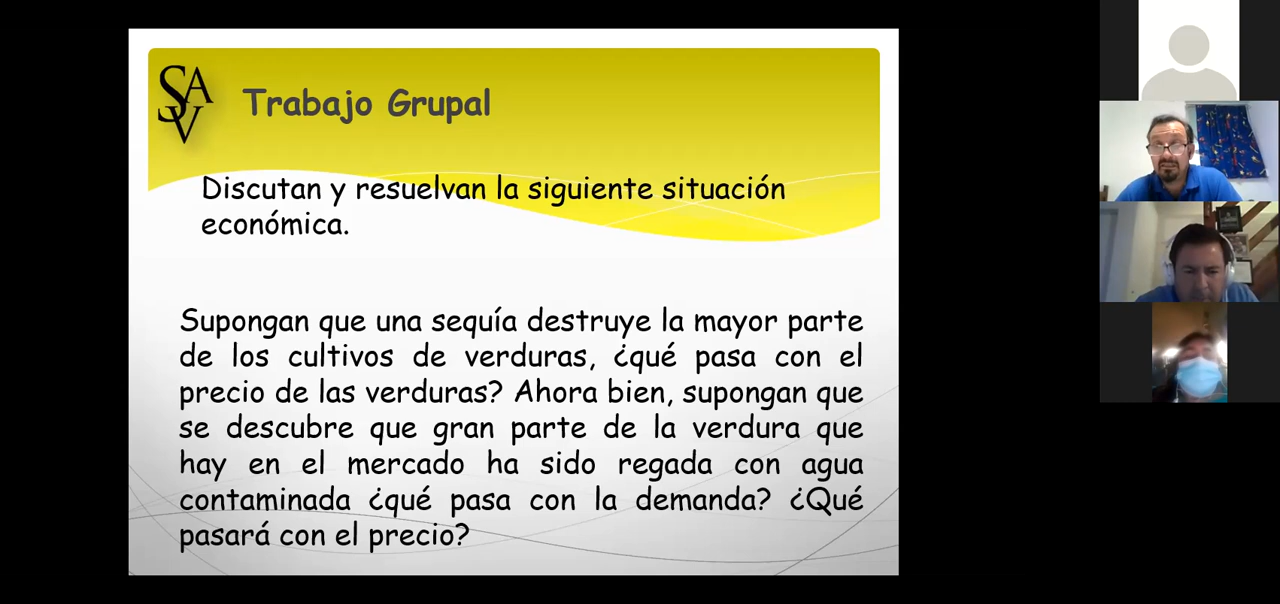 SAV
Trabajo Grupal
Discutan y resuelvan la siguiente situación
económica.
Supongan que una sequía destruye la mayor parte
de los cultivos de verduras, ¿qué pasa con el
precio de las verduras? Ahora bien, supongan que
se descubre que gran parte de la verdura que
hay en el mercado ha sido regada con agua
contaminada ¿qué pasa con la demanda? ¿Qué
pasará con el precio?